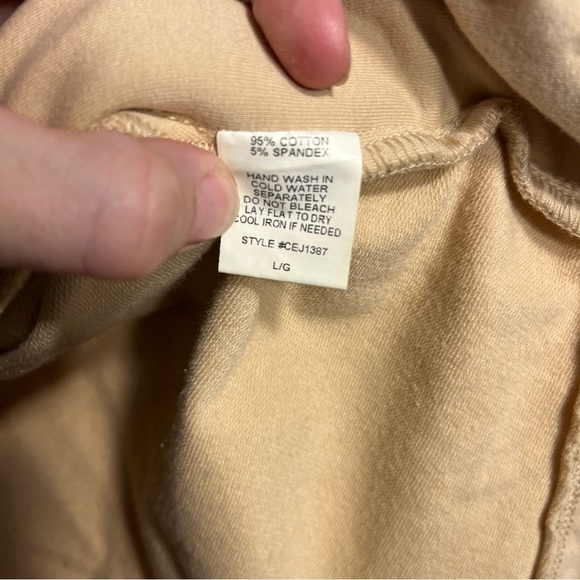 95% COTTON
5% SPANDEX
HAND WASH IN
COLD WATER
SEPARATELY
DO NOT BLEACH
LAY FLAT TO DRY
COOL IRON IF NEEDED
STYLE #CEJ1387
L/G